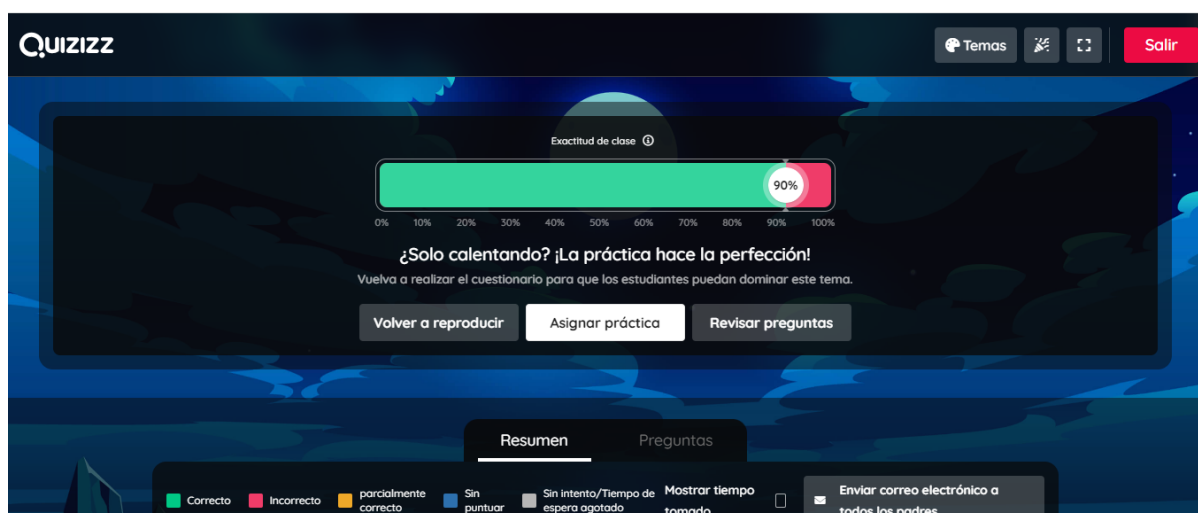 Quizizz
Temas
Salir
Exactitud de clase
90%
0% 10% 20% 30% 40% 50% 60% 70% 80% 90% 100%
¿Solo calentando? ¡La práctica hace la perfección!
Vuelva a realizar el cuestionario para que los estudiantes puedan dominar este tema.
Volver a reproducir
Asignar práctica
Revisar preguntas
Resumen
Preguntas
Correcto
Incorrecto
parcialmente
correcto
Sin
puntuar
Sin intento/Tiempo de
espera agotado
Mostrar tiempo
tomado
Enviar correo electrónico a
todos los padres